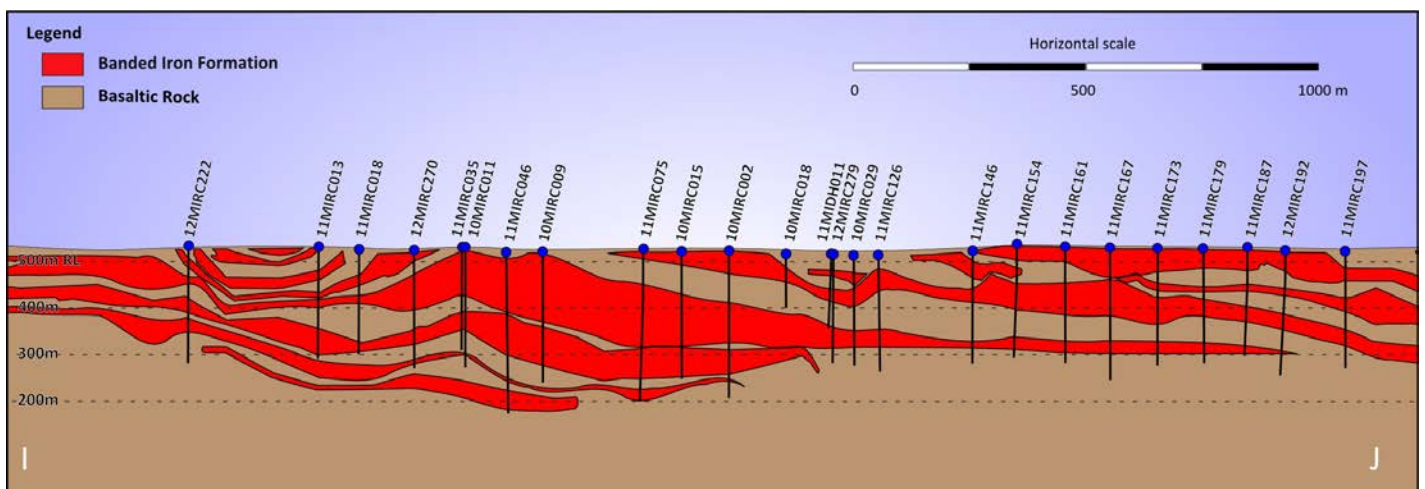 Legend
Banded Iron Formation
Basaltic Rock
Horizontal scale
0 500 1000 m
12MIRC222
11MIRC013
11MIRC018
12MIRC270
11MIRC035
10MIRC011
11MIRC046
10MIRC009
11MIRC075
10MIRC015
10MIRC002
10MIRC018
11MIDH011
12MIRC279
10MIRC029
11MIRC126
11MIRC146
11MIRC154
11MIRC161
11MIRC167
11MIRC173
11MIRC179
11MIRC187
12MIRC192
11MIRC197
500m RL
400m
300m
200m
I
J